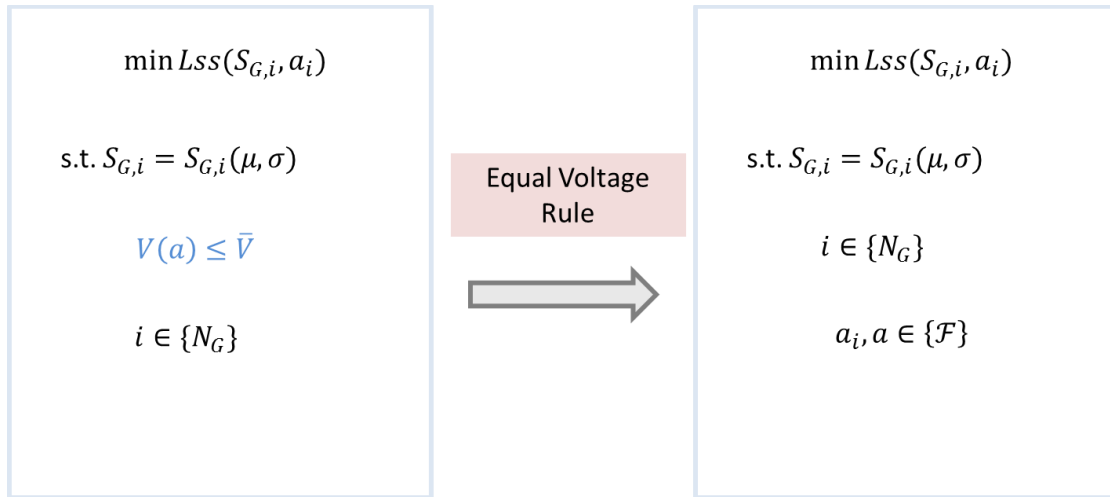 min Lss(S_{G,i}, a_i)
s.t. S_{G,i} = S_{G,i}(μ, σ)
V(a) ≤ V̄
i ∈ {N_G}
Equal Voltage
Rule
min Lss(S_{G,i}, a_i)
s.t. S_{G,i} = S_{G,i}(μ, σ)
i ∈ {N_G}
a_i, a ∈ {ℱ}